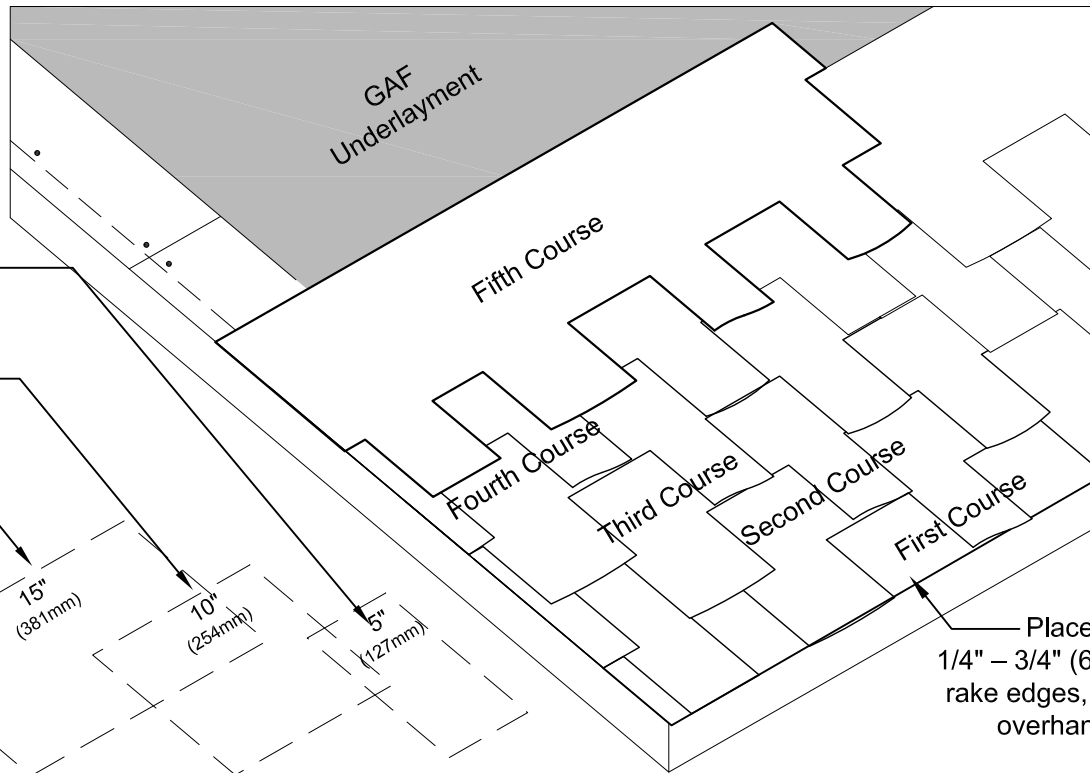 GAF
Underlayment
Fifth Course
Fourth Course
Third Course
Second Course
First Course
15"
(381mm)
10"
(254mm)
5"
(127mm)
Place
1/4" – 3/4" (6
rake edges,
overhan